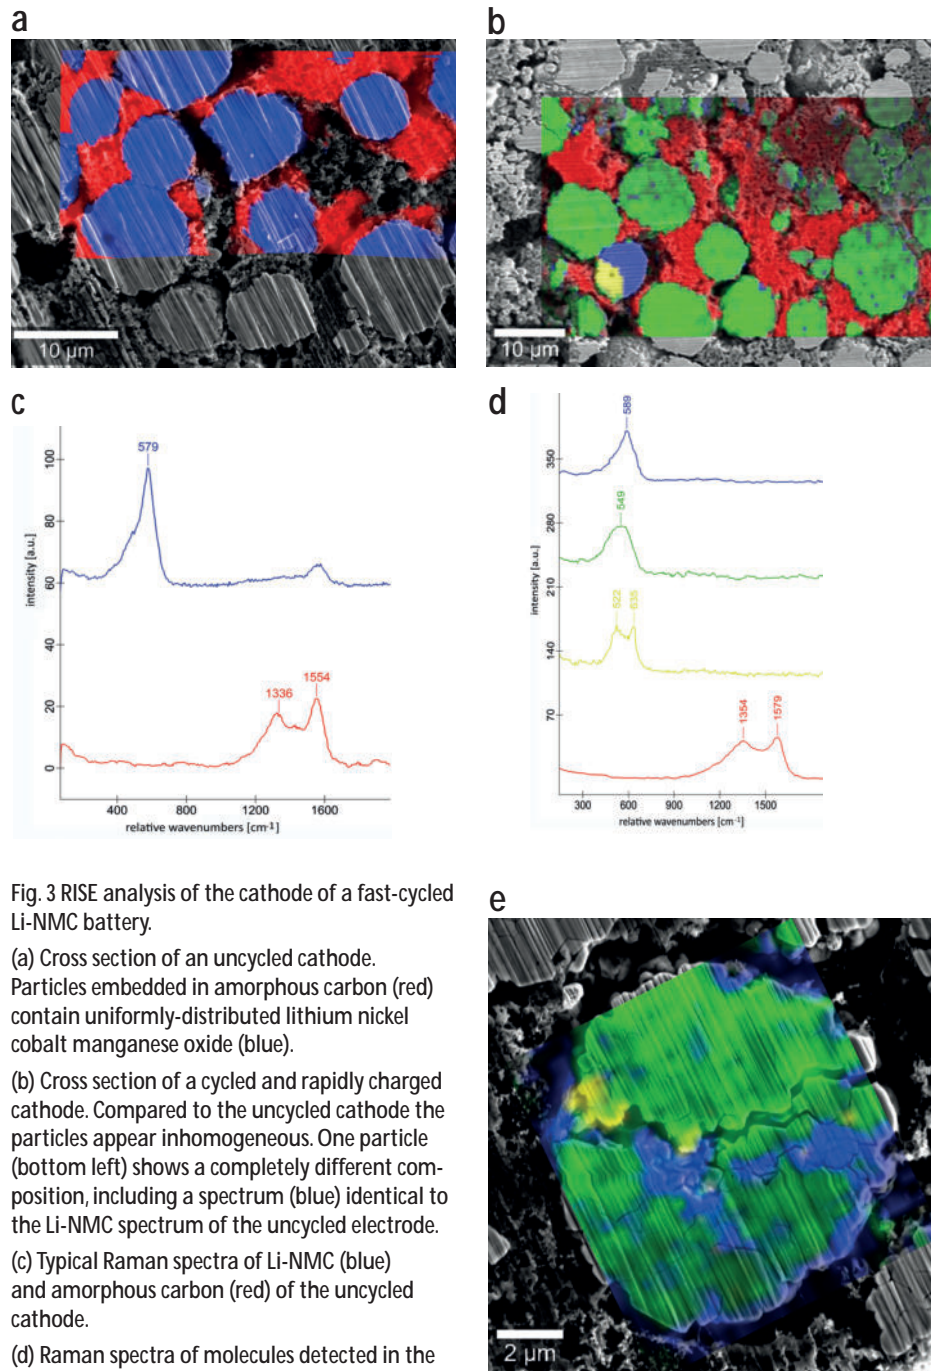 a
b
10 µm
10 µm
c
d
579
100
80
60
40
20
0
intensity [a.u.]
1336
1554
400
800
1200
1600
relative wavenumbers [cm-1]
589
350
549
280
intensity [a.u.]
210
522
635
140
1354
1579
70
300
600
900
1200
1500
relative wavenumbers [cm-1]
Fig. 3 RISE analysis of the cathode of a fast-cycled
Li-NMC battery.
(a) Cross section of an uncycled cathode.
Particles embedded in amorphous carbon (red)
contain uniformly-distributed lithium nickel
cobalt manganese oxide (blue).
(b) Cross section of a cycled and rapidly charged
cathode. Compared to the uncycled cathode the
particles appear inhomogeneous. One particle
(bottom left) shows a completely different com-
position, including a spectrum (blue) identical to
the Li-NMC spectrum of the uncycled electrode.
(c) Typical Raman spectra of Li-NMC (blue)
and amorphous carbon (red) of the uncycled
cathode.
(d) Raman spectra of molecules detected in the
e
2 µm